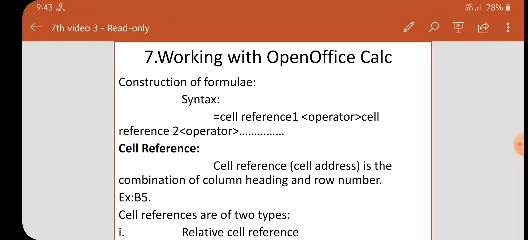 9:43
78%
7th video 3 - Read-only
7.Working with OpenOffice Calc
Construction of formulae:
Syntax:
=cell reference1 <operator>cell
reference 2<operator>...............
Cell Reference:
Cell reference (cell address) is the
combination of column heading and row number.
Ex:B5.
Cell references are of two types:
i. Relative cell reference